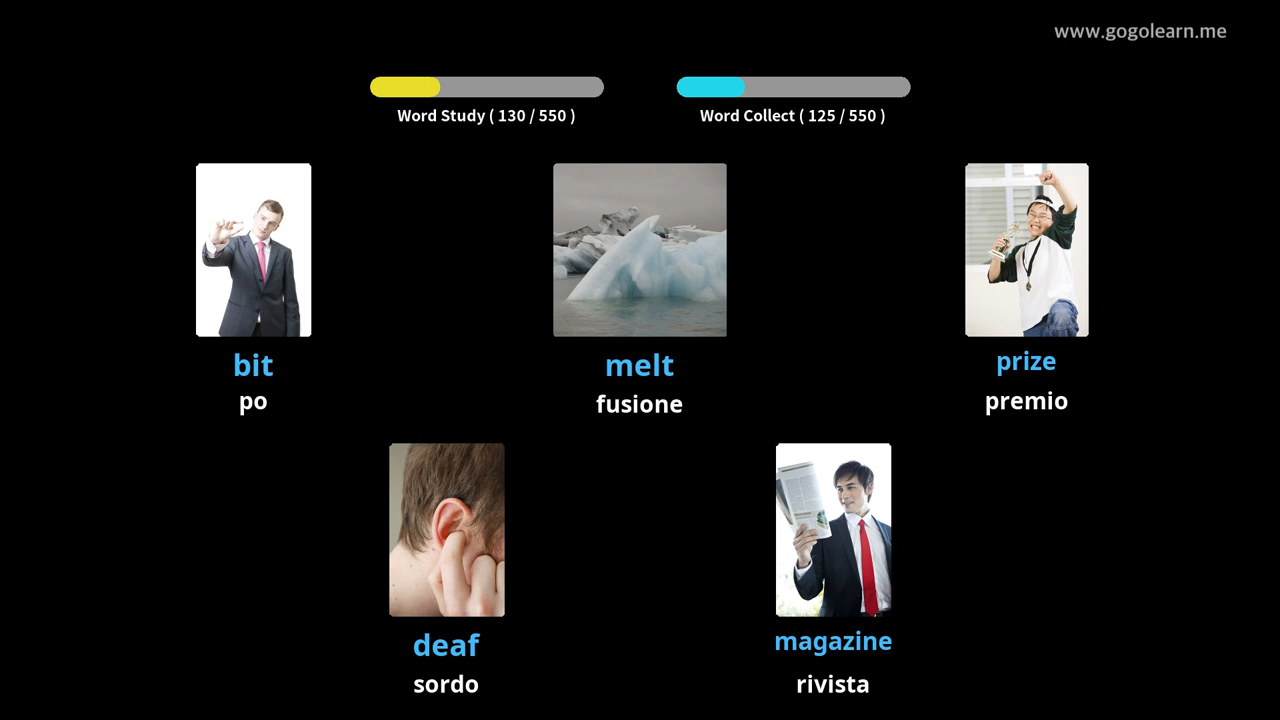 www.gogolearn.me
Word Study ( 130 / 550 )
Word Collect ( 125 / 550 )
bit
po
melt
fusione
prize
premio
deaf
sordo
magazine
rivista